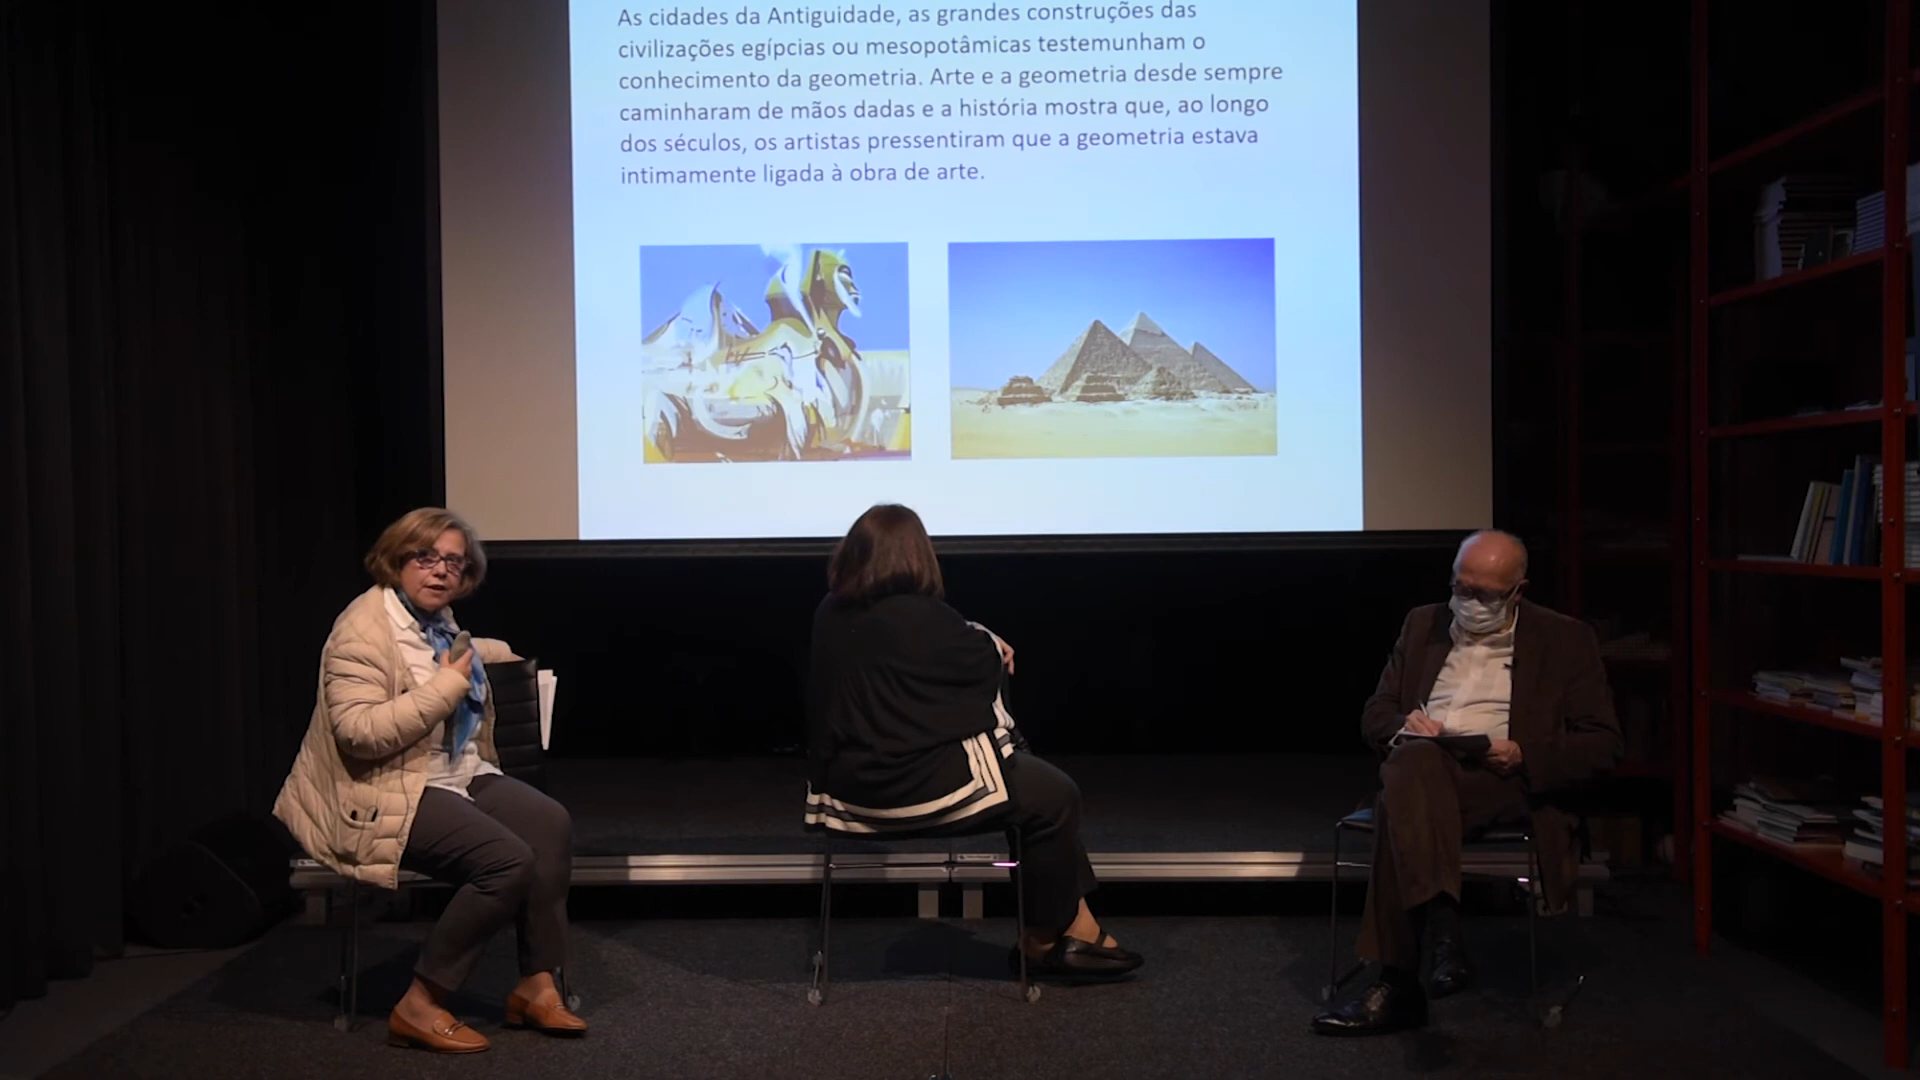 As cidades da Antiguidade, as grandes construções das
civilizações egípcias ou mesopotâmicas testemunham o
conhecimento da geometria. Arte e a geometria desde sempre
caminharam de mãos dadas e a história mostra que, ao longo
dos séculos, os artistas pressentiram que a geometria estava
intimamente ligada à obra de arte.